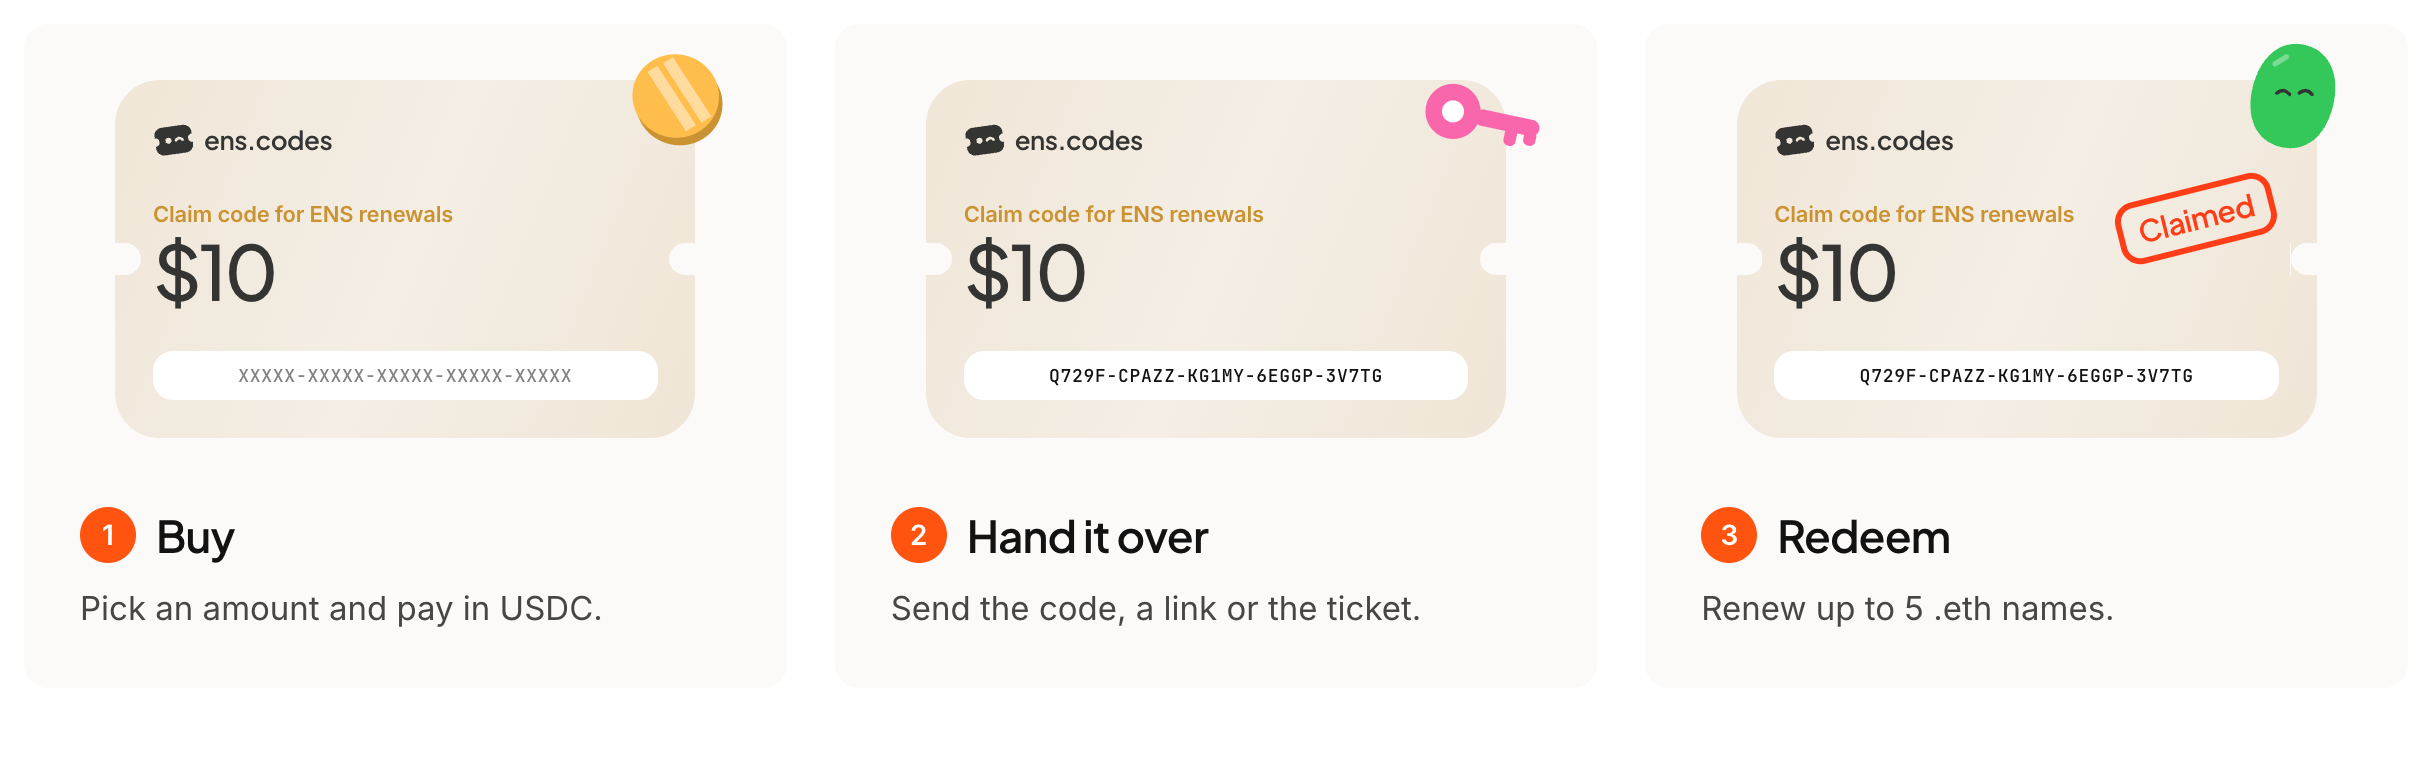 ens.codes
Claim code for ENS renewals
$10
XXXXX-XXXXX-XXXXX-XXXXX-XXXXX
1 Buy
Pick an amount and pay in USDC.
ens.codes
Claim code for ENS renewals
$10
Q729F-CPAZZ-KG1MY-6EGGP-3V7TG
2 Hand it over
Send the code, a link or the ticket.
ens.codes
Claim code for ENS renewals
Claimed
$10
Q729F-CPAZZ-KG1MY-6EGGP-3V7TG
3 Redeem
Renew up to 5 .eth names.